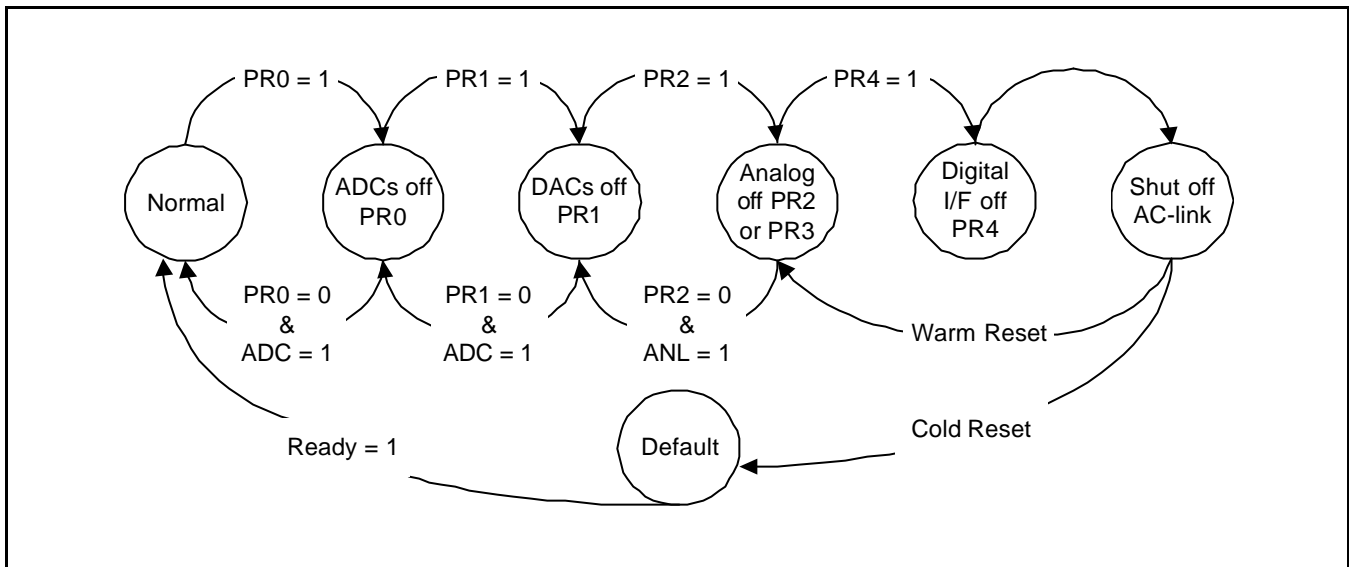 PR0 = 1
PR1 = 1
PR2 = 1
PR4 = 1
Normal
ADCs off
PR0
DACs off
PR1
Analog
off PR2
or PR3
Digital
I/F off
PR4
Shut off
AC-link
PR0 = 0
&
ADC = 1
PR1 = 0
&
ADC = 1
PR2 = 0
&
ANL = 1
Warm Reset
Ready = 1
Default
Cold Reset